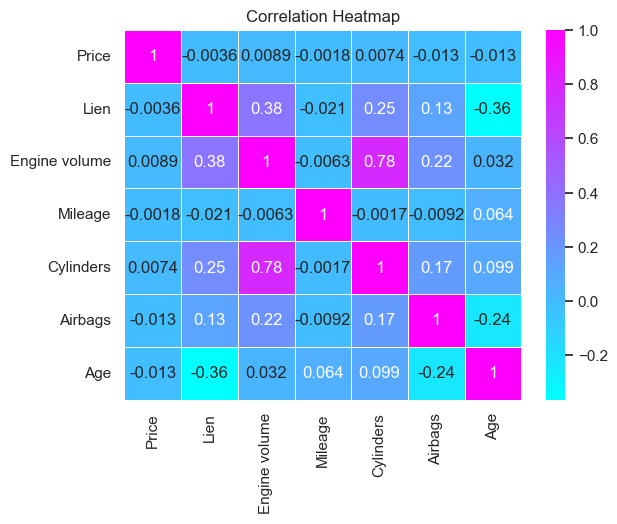 Correlation Heatmap
Price 1 -0.0036 0.0089 -0.0018 0.0074 -0.013 -0.013
Lien -0.0036 1 0.38 -0.021 0.25 0.13 -0.36
Engine volume 0.0089 0.38 1 -0.0063 0.78 0.22 0.032
Mileage -0.0018 -0.021 -0.0063 1 -0.0017 -0.0092 0.064
Cylinders 0.0074 0.25 0.78 -0.0017 1 0.17 0.099
Airbags -0.013 0.13 0.22 -0.0092 0.17 1 -0.24
Age -0.013 -0.36 0.032 0.064 0.099 -0.24 1
Price
Lien
Engine volume
Mileage
Cylinders
Airbags
Age
1.0
0.8
0.6
0.4
0.2
0.0
−0.2